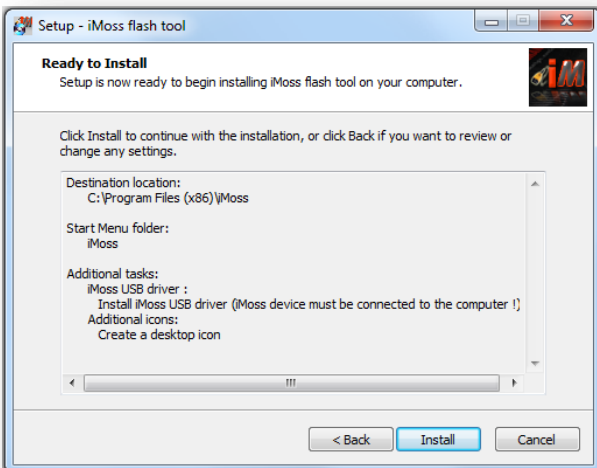 Setup - iMoss flash tool
Ready to Install
Setup is now ready to begin installing iMoss flash tool on your computer.
iM
Click Install to continue with the installation, or click Back if you want to review or
change any settings.
Destination location:
C:\Program Files (x86)\iMoss
Start Menu folder:
iMoss
Additional tasks:
iMoss USB driver :
Install iMoss USB driver (iMoss device must be connected to the computer !)
Additional icons:
Create a desktop icon
< Back
Install
Cancel